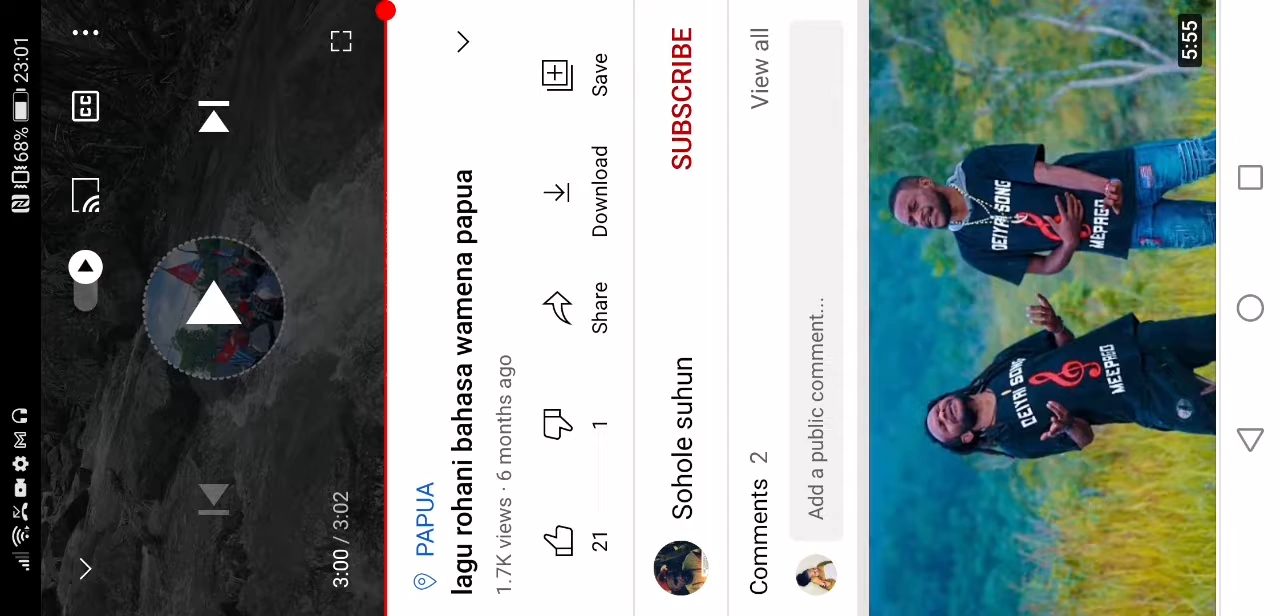 68% 23:01
CC
3:00 / 3:02
PAPUA
lagu rohani bahasa wamena papua
1.7K views · 6 months ago
21
1
Share
Download
Save
Sohole suhun
SUBSCRIBE
Comments 2
View all
Add a public comment...
5:55
DEIYAI SONG
MEEPAGO
DEIYAI SONG
MEPAGO